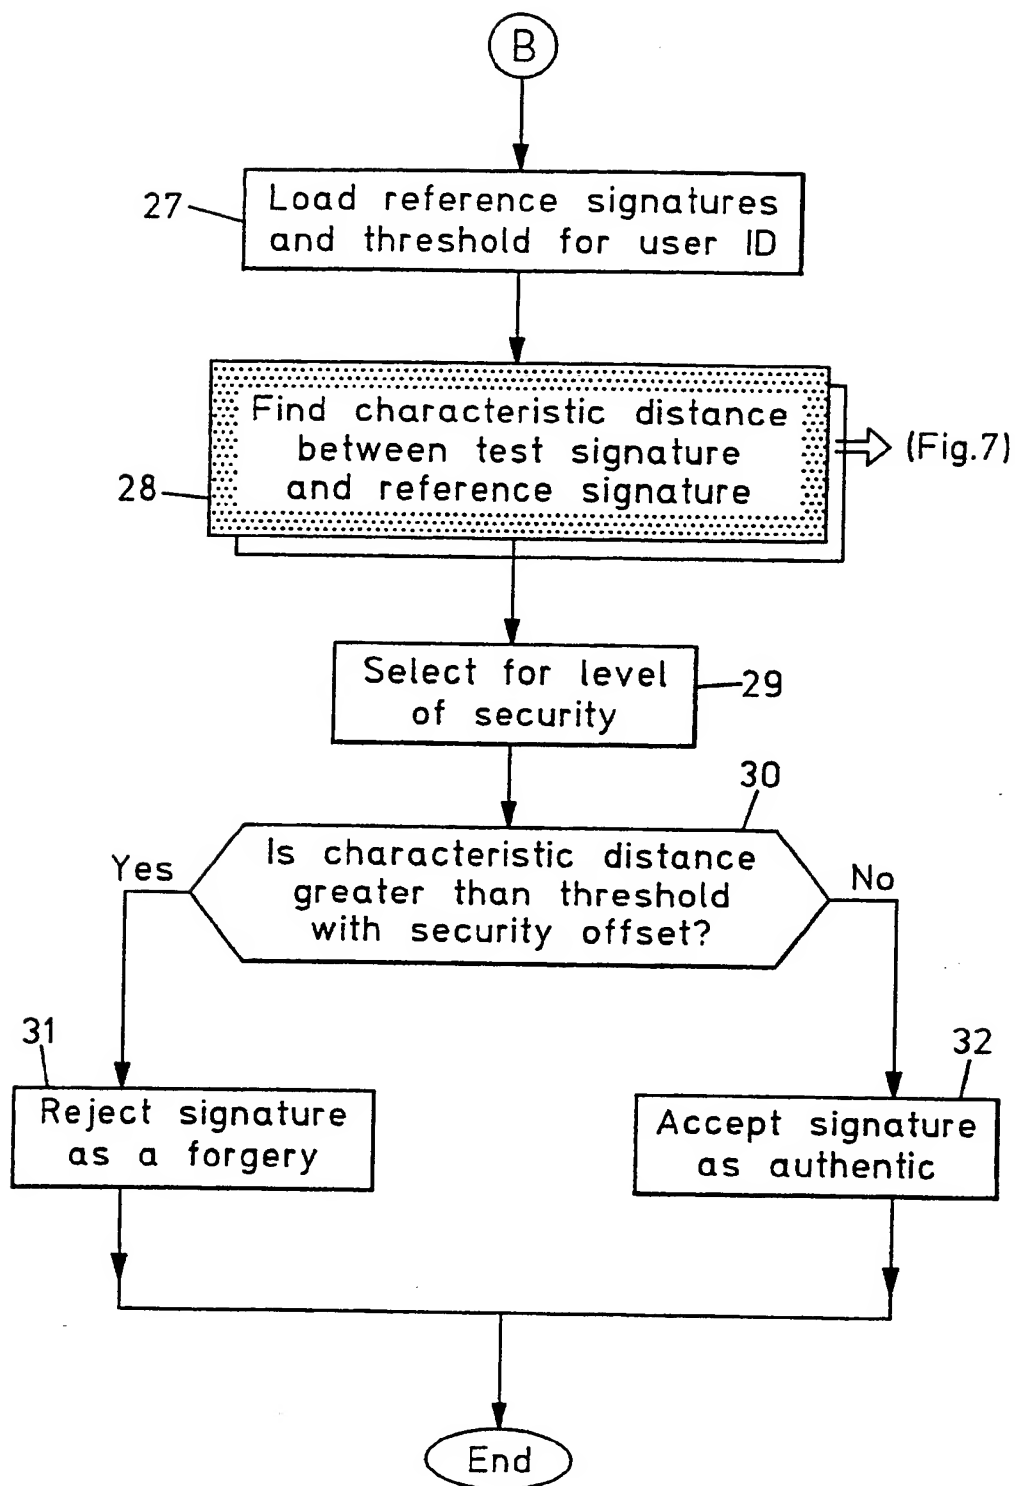 B
27
Load reference signatures
and threshold for user ID
Find characteristic distance
between test signature
and reference signature
(Fig.7)
28
Select for level
of security
29
30
Is characteristic distance
greater than threshold
with security offset?
Yes
No
31
Reject signature
as a forgery
32
Accept signature
as authentic
End